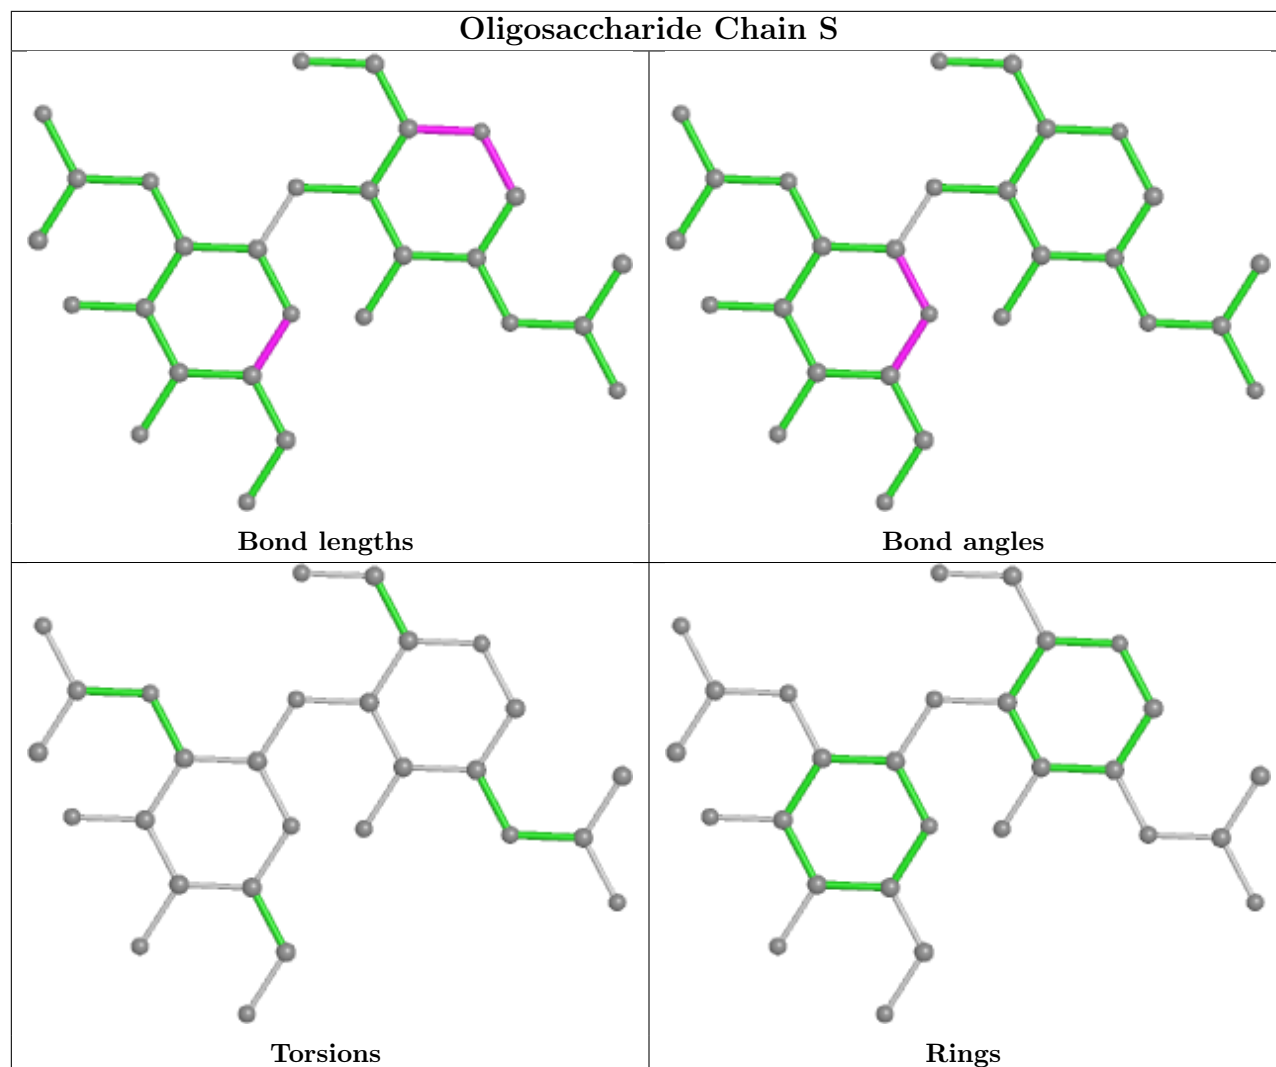 Oligosaccharide Chain S
Bond lengths
Bond angles
Torsions
Rings